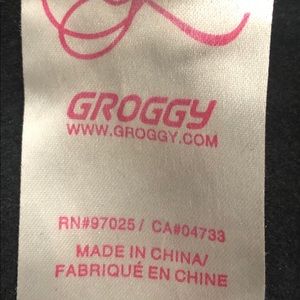 GROGGY
WWW.GROGGY.COM
RN#97025/ CA#04733
MADE IN CHINA/
FABRIQUÉ EN CHINE